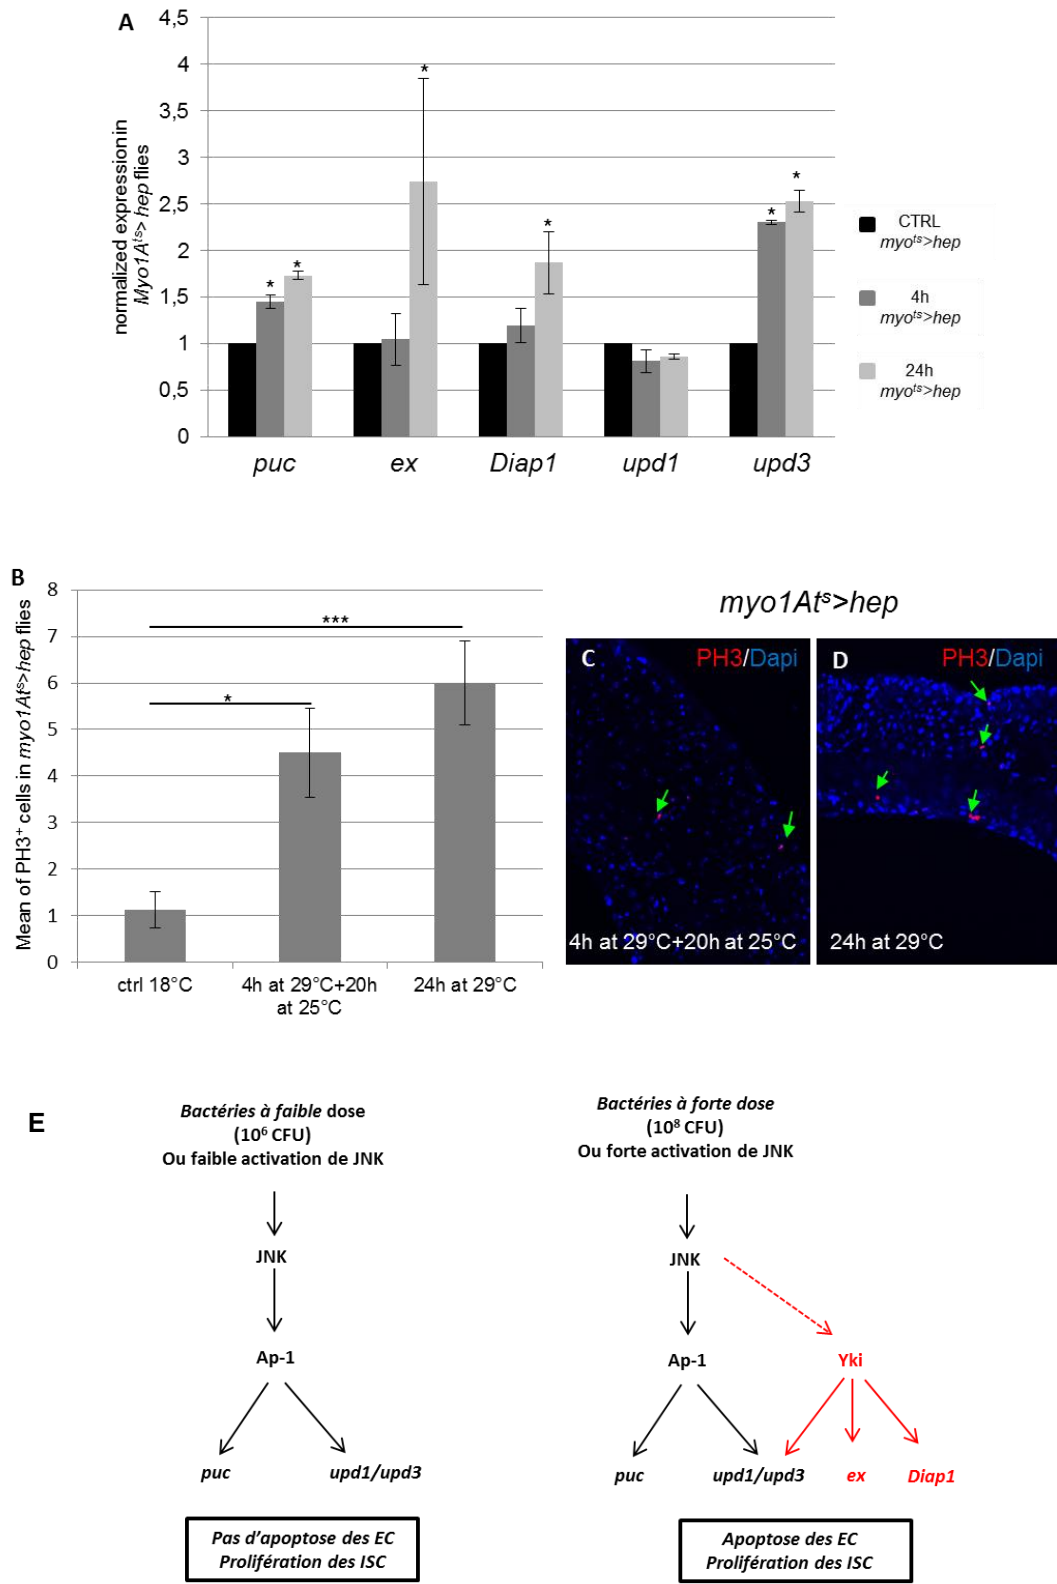 A
4,5
4
3,5
3
2,5
2
1,5
1
0,5
0
normalized expression in
Myo1Aᵗˢ> hep flies
* * * * * *
puc ex Diap1 upd1 upd3
CTRL
myoᵗˢ>hep
4h
myoᵗˢ>hep
24h
myoᵗˢ>hep
B
8
7
6
5
4
3
2
1
0
Mean of PH3⁺ cells in myo1Atˢ>hep flies
***
*
ctrl 18°C
4h at 29°C+20h
at 25°C
24h at 29°C
myo1Atˢ>hep
C PH3/Dapi
4h at 29°C+20h at 25°C
D PH3/Dapi
24h at 29°C
E
Bactéries à faible dose
(10⁶ CFU)
Ou faible activation de JNK
JNK
Ap-1
puc upd1/upd3
Pas d'apoptose des EC
Prolifération des ISC
Bactéries à forte dose
(10⁸ CFU)
Ou forte activation de JNK
JNK
Ap-1 Yki
puc upd1/upd3 ex Diap1
Apoptose des EC
Prolifération des ISC